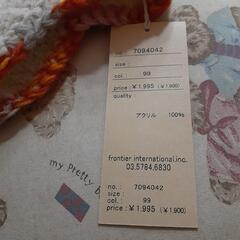 no. : 7094042
size :
col. : 99
price : ¥1,995 (¥1,900)
quality
アクリル 100%
frontier international.inc.
03.5784.6830
no. : 7094042
size :
col. : 99
price : ¥1,995 (¥1,900)
my pretty b